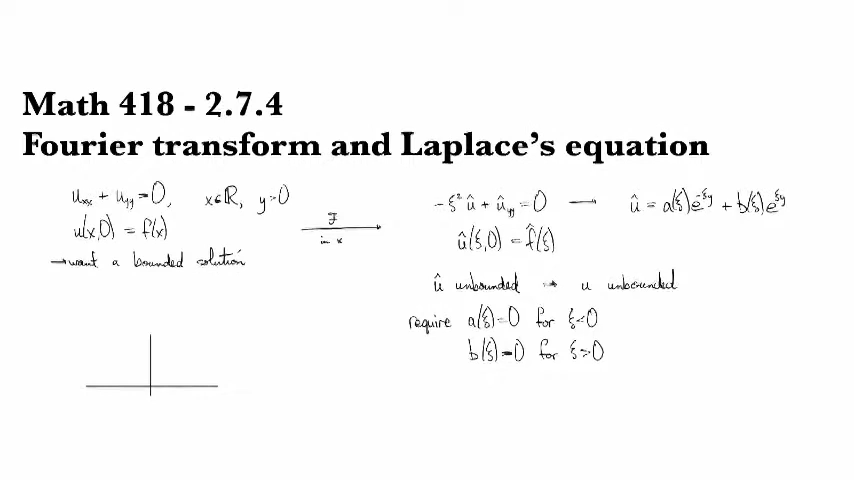 Math 418 - 2.7.4
Fourier transform and Laplace's equation
u_xx + u_yy = 0, x∈ℝ, y>0
u(x,0) = f(x)
→ want a bounded solution
F
in x
-ξ² û + û_yy = 0 → û = a(ξ)e^-ξy + b(ξ)e^ξy
û(ξ,0) = f̂(ξ)
û unbounded → u unbounded
require a(ξ)=0 for ξ<0
b(ξ)=0 for ξ>0